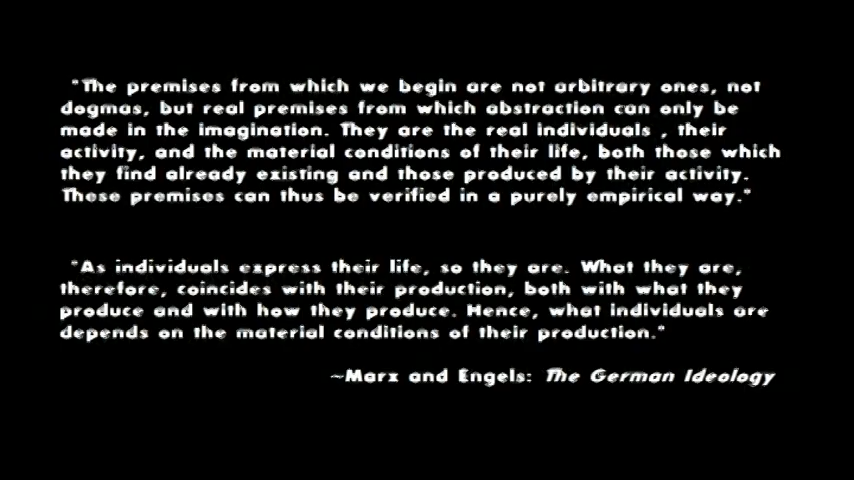 "The premises from which we begin are not arbitrary ones, not
dogmas, but real premises from which abstraction can only be
made in the imagination. They are the real individuals , their
activity, and the material conditions of their life, both those which
they find already existing and those produced by their activity.
These premises can thus be verified in a purely empirical way."
"As individuals express their life, so they are. What they are,
therefore, coincides with their production, both with what they
produce and with how they produce. Hence, what individuals are
depends on the material conditions of their production."
~Marx and Engels: The German Ideology